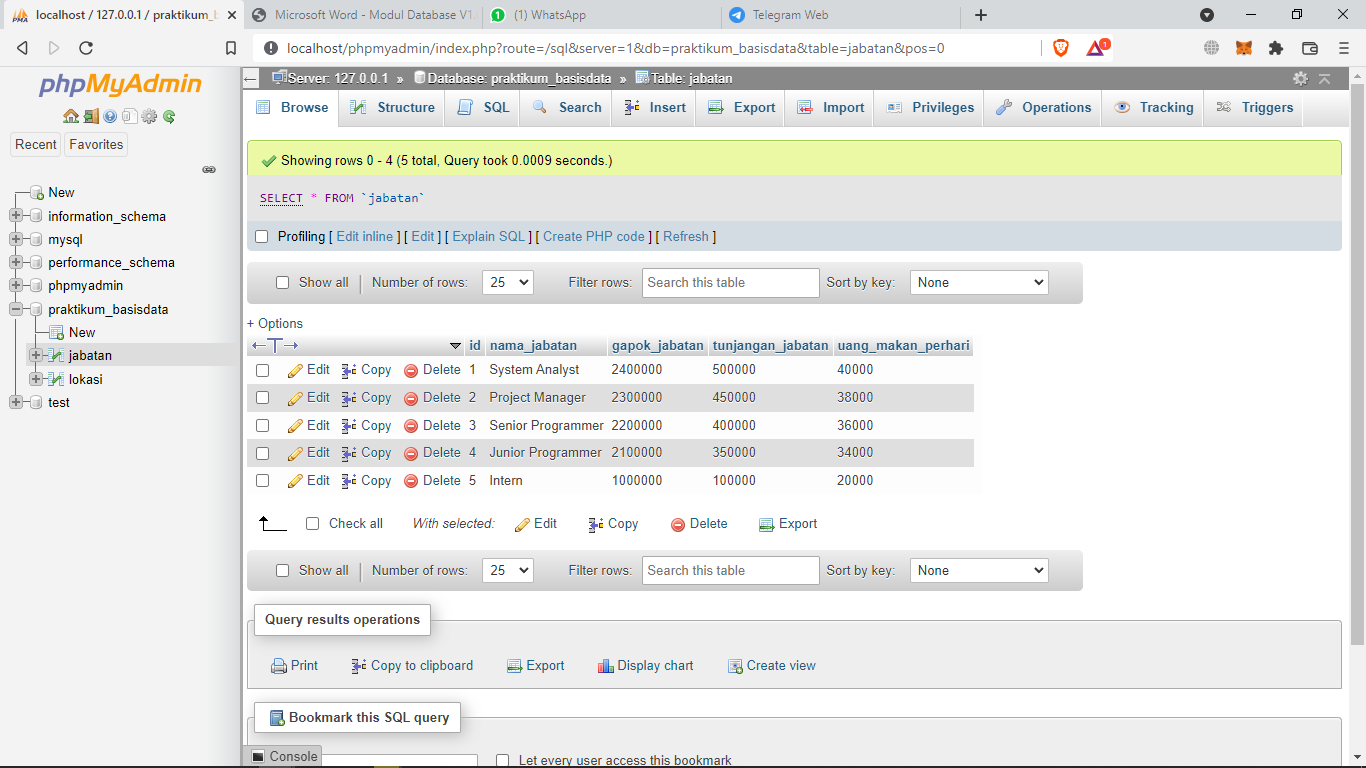 localhost / 127.0.0.1 / praktikum_b
Microsoft Word - Modul Database V1.
(1) WhatsApp
Telegram Web
localhost/phpmyadmin/index.php?route=/sql&server=1&db=praktikum_basisdata&table=jabatan&pos=0
1
phpMyAdmin
Recent
Favorites
New
information_schema
mysql
performance_schema
phpmyadmin
praktikum_basisdata
New
jabatan
lokasi
test
Server: 127.0.0.1 » Database: praktikum_basisdata » Table: jabatan
Browse Structure SQL Search Insert Export Import Privileges Operations Tracking Triggers
Showing rows 0 - 4 (5 total, Query took 0.0009 seconds.)
SELECT * FROM `jabatan`
Profiling [ Edit inline ] [ Edit ] [ Explain SQL ] [ Create PHP code ] [ Refresh ]
Show all | Number of rows: 25 Filter rows: Search this table Sort by key: None
+ Options
←T→ id nama_jabatan gapok_jabatan tunjangan_jabatan uang_makan_perhari
Edit Copy Delete 1 System Analyst 2400000 500000 40000
Edit Copy Delete 2 Project Manager 2300000 450000 38000
Edit Copy Delete 3 Senior Programmer 2200000 400000 36000
Edit Copy Delete 4 Junior Programmer 2100000 350000 34000
Edit Copy Delete 5 Intern 1000000 100000 20000
Check all With selected: Edit Copy Delete Export
Show all | Number of rows: 25 Filter rows: Search this table Sort by key: None
Query results operations
Print Copy to clipboard Export Display chart Create view
Bookmark this SQL query
Console
Let every user access this bookmark